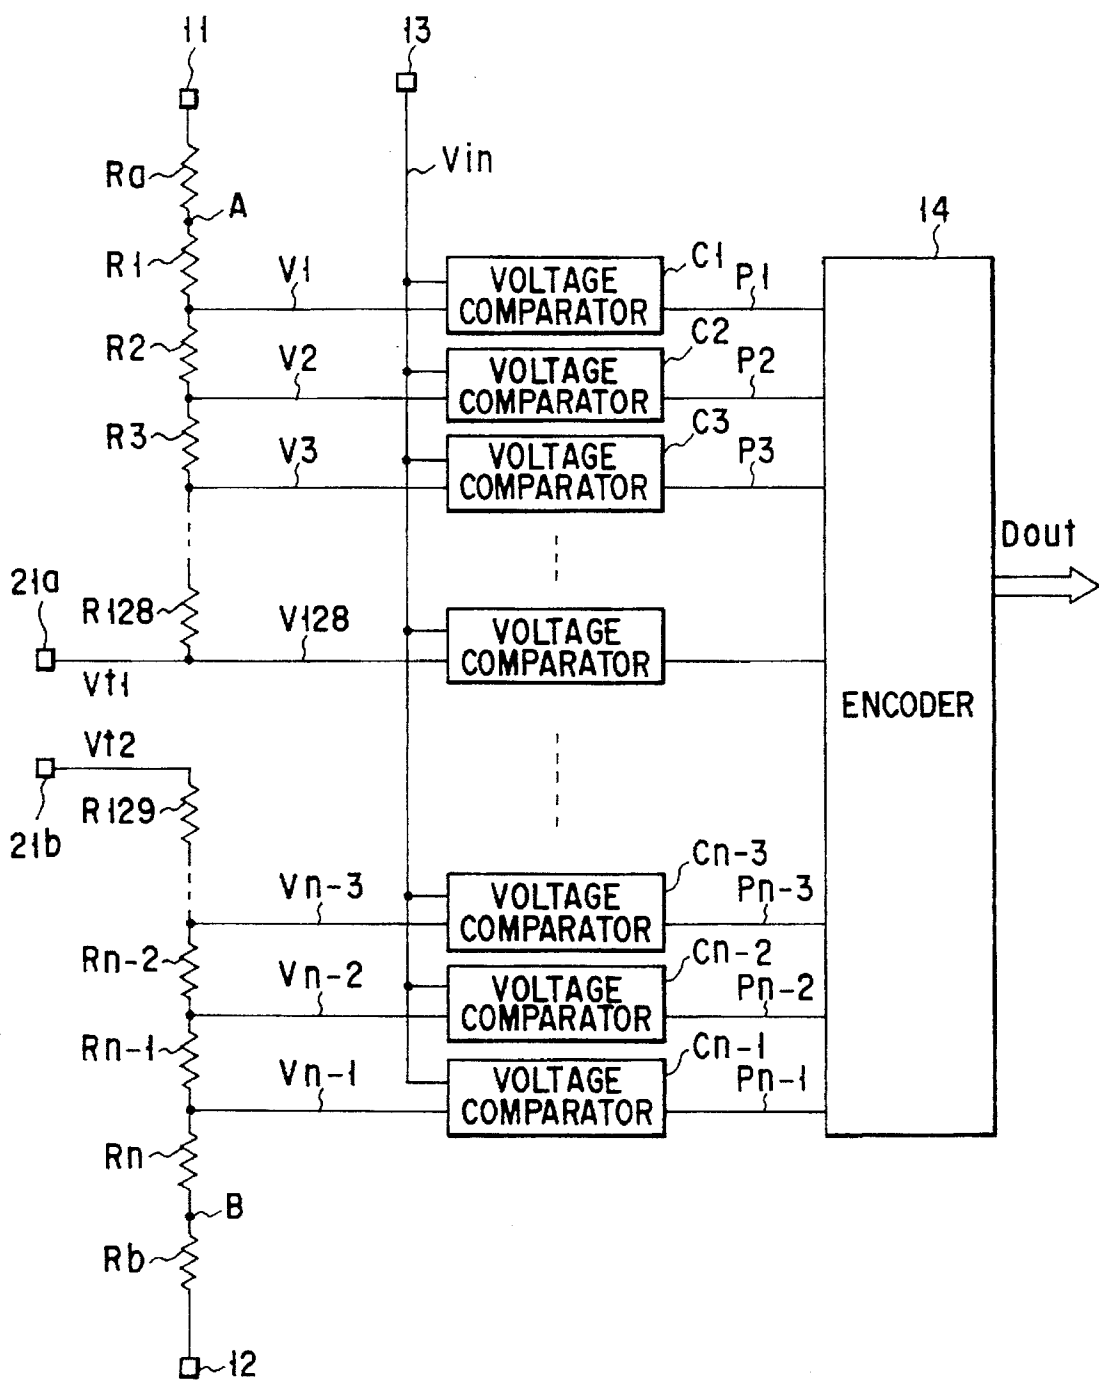 11
13
Ra
Vin
A
14
R1
V1
VOLTAGE
COMPARATOR
C1
P1
R2
V2
VOLTAGE
COMPARATOR
C2
P2
R3
V3
VOLTAGE
COMPARATOR
C3
P3
Dout
21a
R128
V128
VOLTAGE
COMPARATOR
Vt1
ENCODER
Vt2
R129
21b
Vn-3
VOLTAGE
COMPARATOR
Cn-3
Pn-3
Rn-2
Vn-2
VOLTAGE
COMPARATOR
Cn-2
Pn-2
Rn-1
Vn-1
VOLTAGE
COMPARATOR
Cn-1
Pn-1
Rn
B
Rb
12